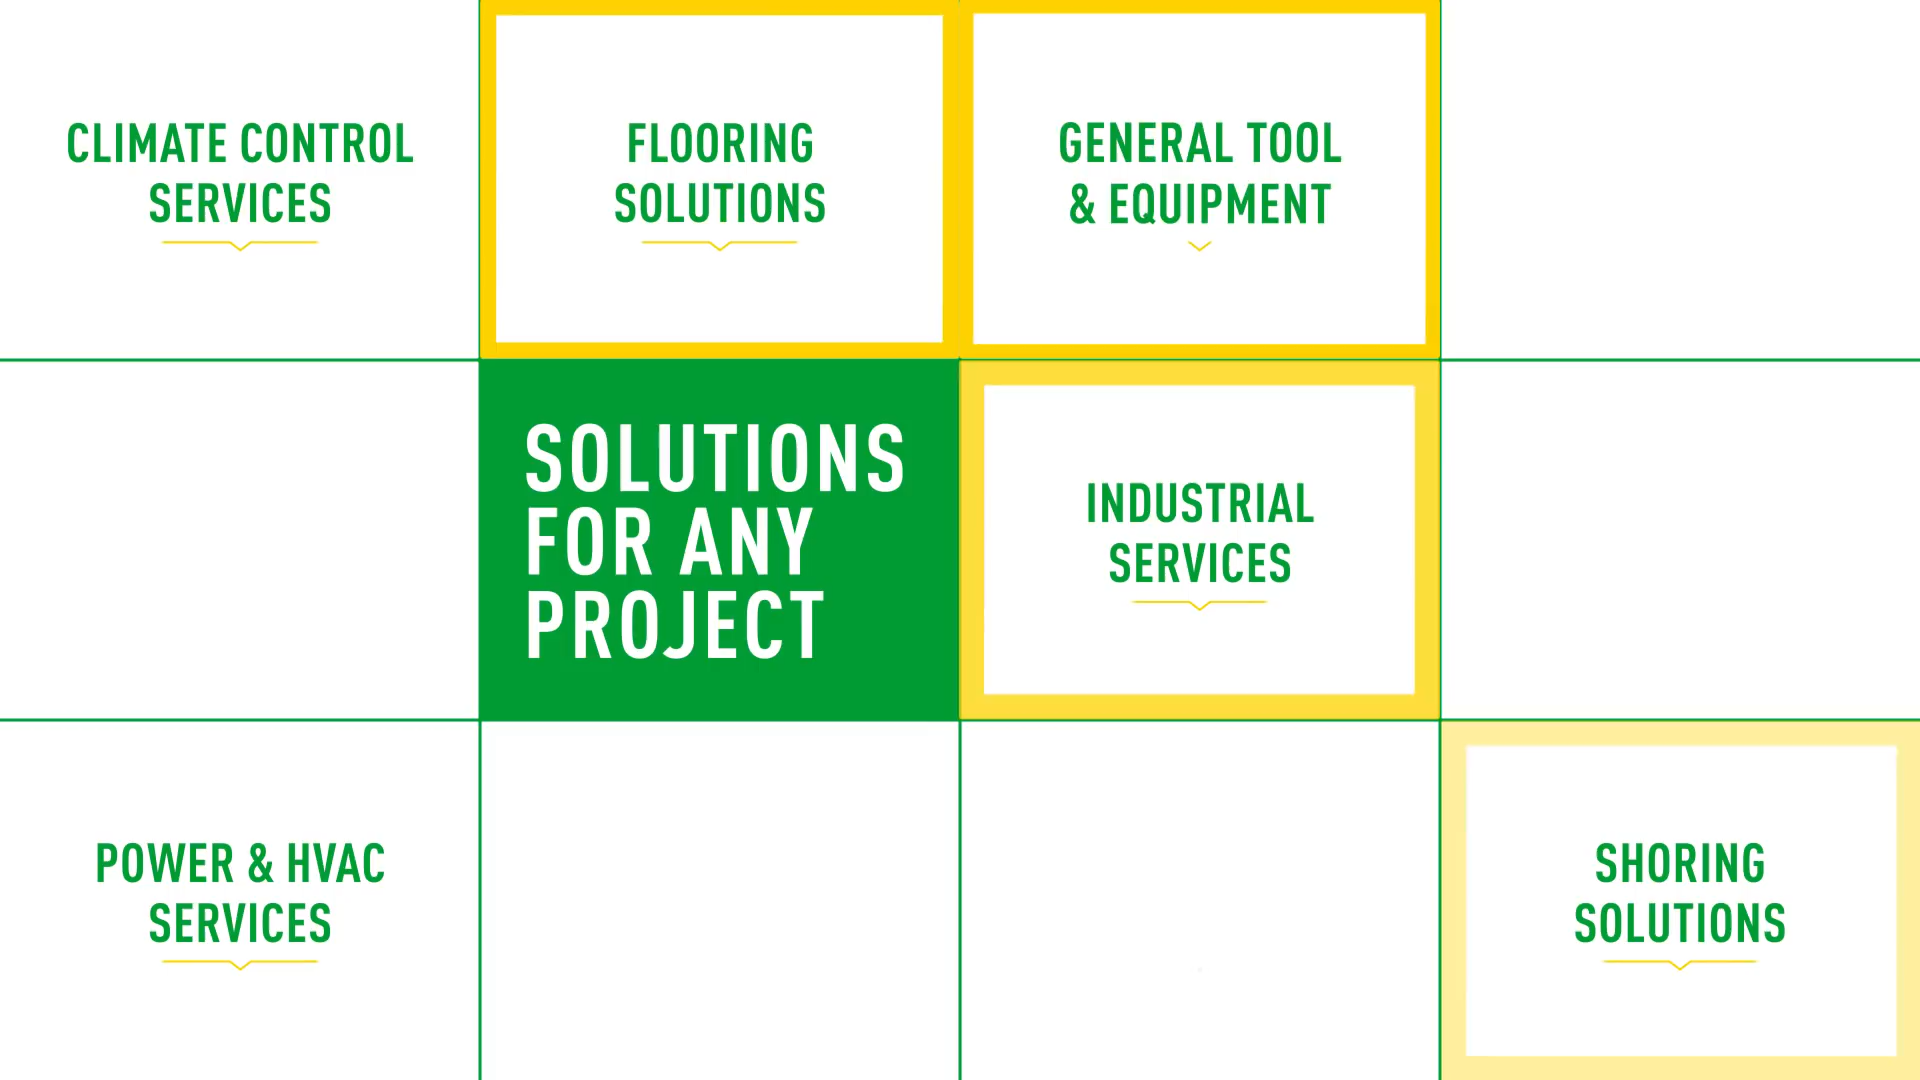 CLIMATE CONTROL
SERVICES
FLOORING
SOLUTIONS
GENERAL TOOL
& EQUIPMENT
SOLUTIONS
FOR ANY
PROJECT
INDUSTRIAL
SERVICES
POWER & HVAC
SERVICES
SHORING
SOLUTIONS